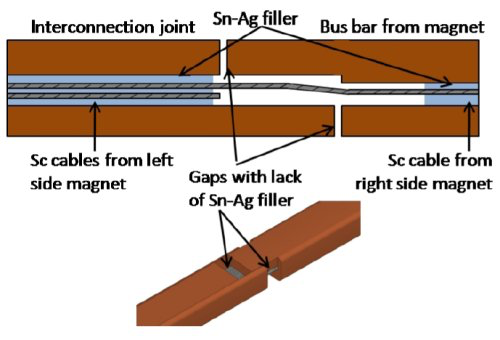 Interconnection joint
Sn-Ag filler
Bus bar from magnet
Sc cables from left
side magnet
Gaps with lack
of Sn-Ag filler
Sc cable from
right side magnet